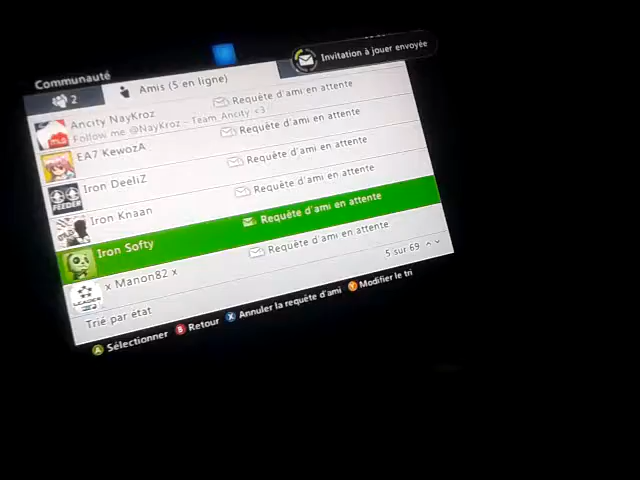 Invitation à jouer envoyée
Communauté
2
Amis (5 en ligne)
Ancity NayKroz
Requête d'ami en attente
Follow me @NayKroz - Team Ancity <3
EA7 KewozA
Requête d'ami en attente
Iron DeeliZ
Requête d'ami en attente
FEEDER
Iron Knaan
Requête d'ami en attente
Iron Softy
Requête d'ami en attente
x Manon82 x
Requête d'ami en attente
LEADER
Trié par état
5 sur 69
A Sélectionner B Retour X Annuler la requête d'ami Y Modifier le tri